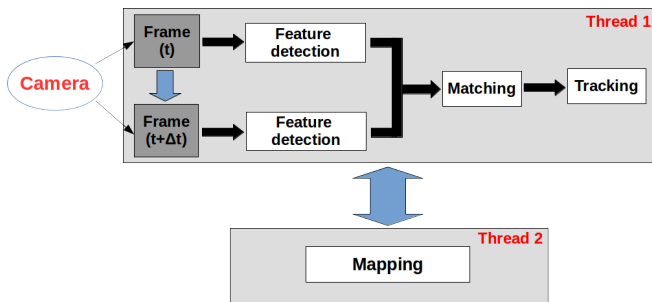 Thread 1
Camera
Frame
(t)
Feature
detection
Frame
(t+Δt)
Feature
detection
Matching
Tracking
Thread 2
Mapping